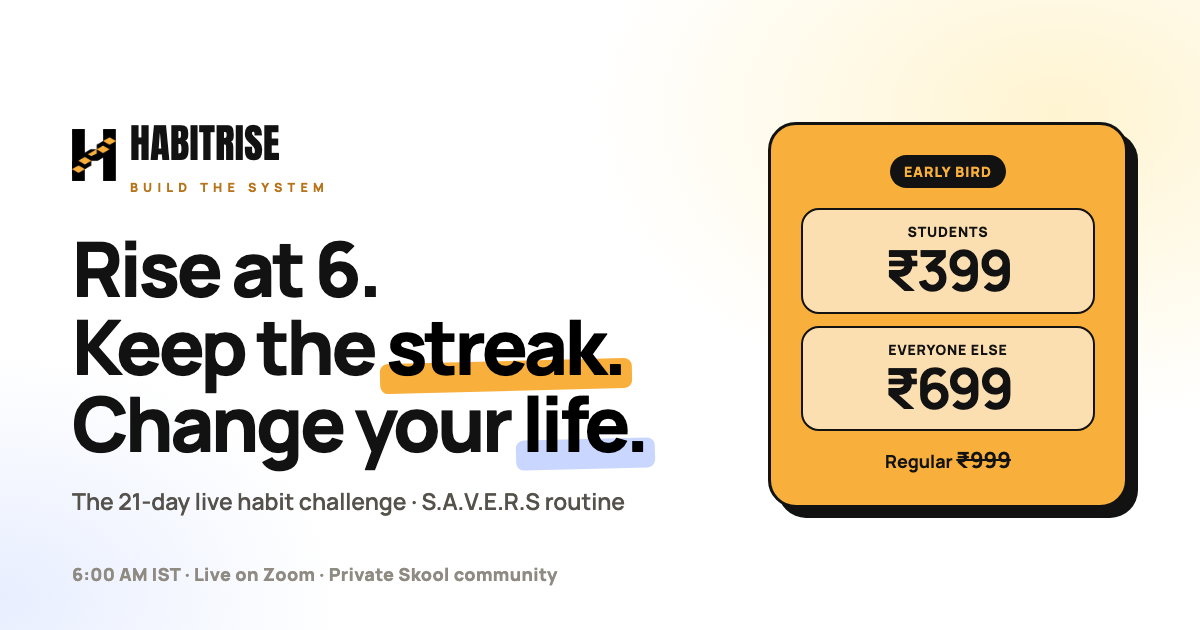 HABITRISE
BUILD THE SYSTEM
Rise at 6.
Keep the streak.
Change your life.
The 21-day live habit challenge · S.A.V.E.R.S routine
6:00 AM IST · Live on Zoom · Private Skool community
EARLY BIRD
STUDENTS
₹399
EVERYONE ELSE
₹699
Regular ₹999